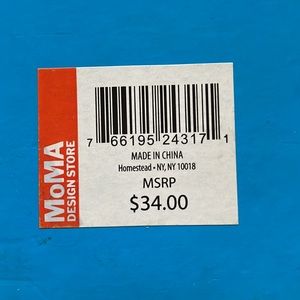 MoMA
DESIGN STORE
7 66195 24317 1
MADE IN CHINA
Homestead • NY, NY 10018
MSRP
$34.00